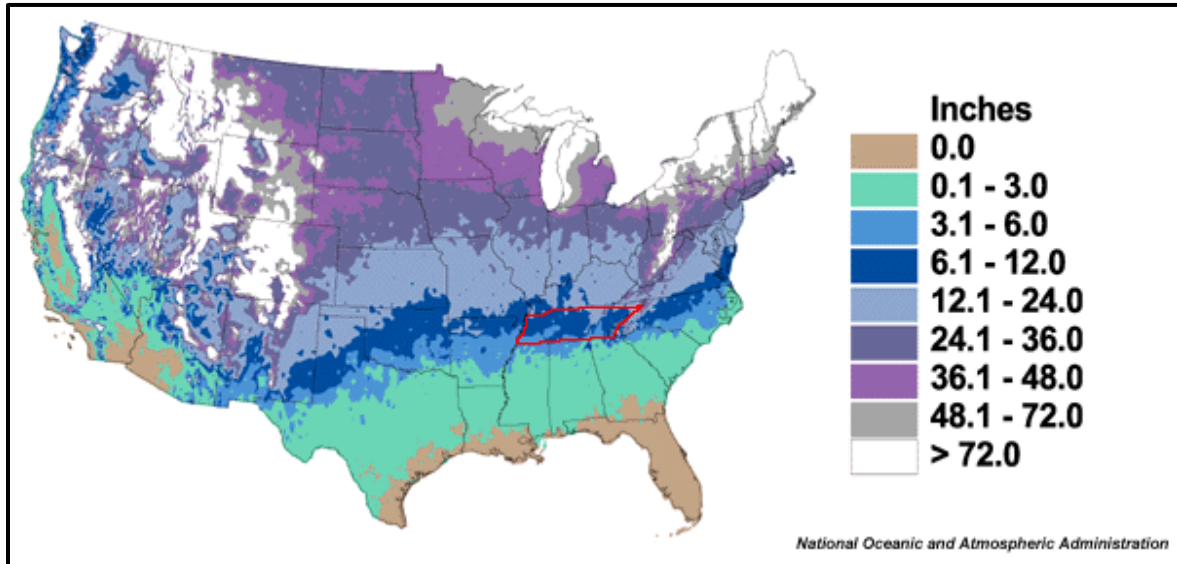 Inches
0.0
0.1 - 3.0
3.1 - 6.0
6.1 - 12.0
12.1 - 24.0
24.1 - 36.0
36.1 - 48.0
48.1 - 72.0
> 72.0
National Oceanic and Atmospheric Administration